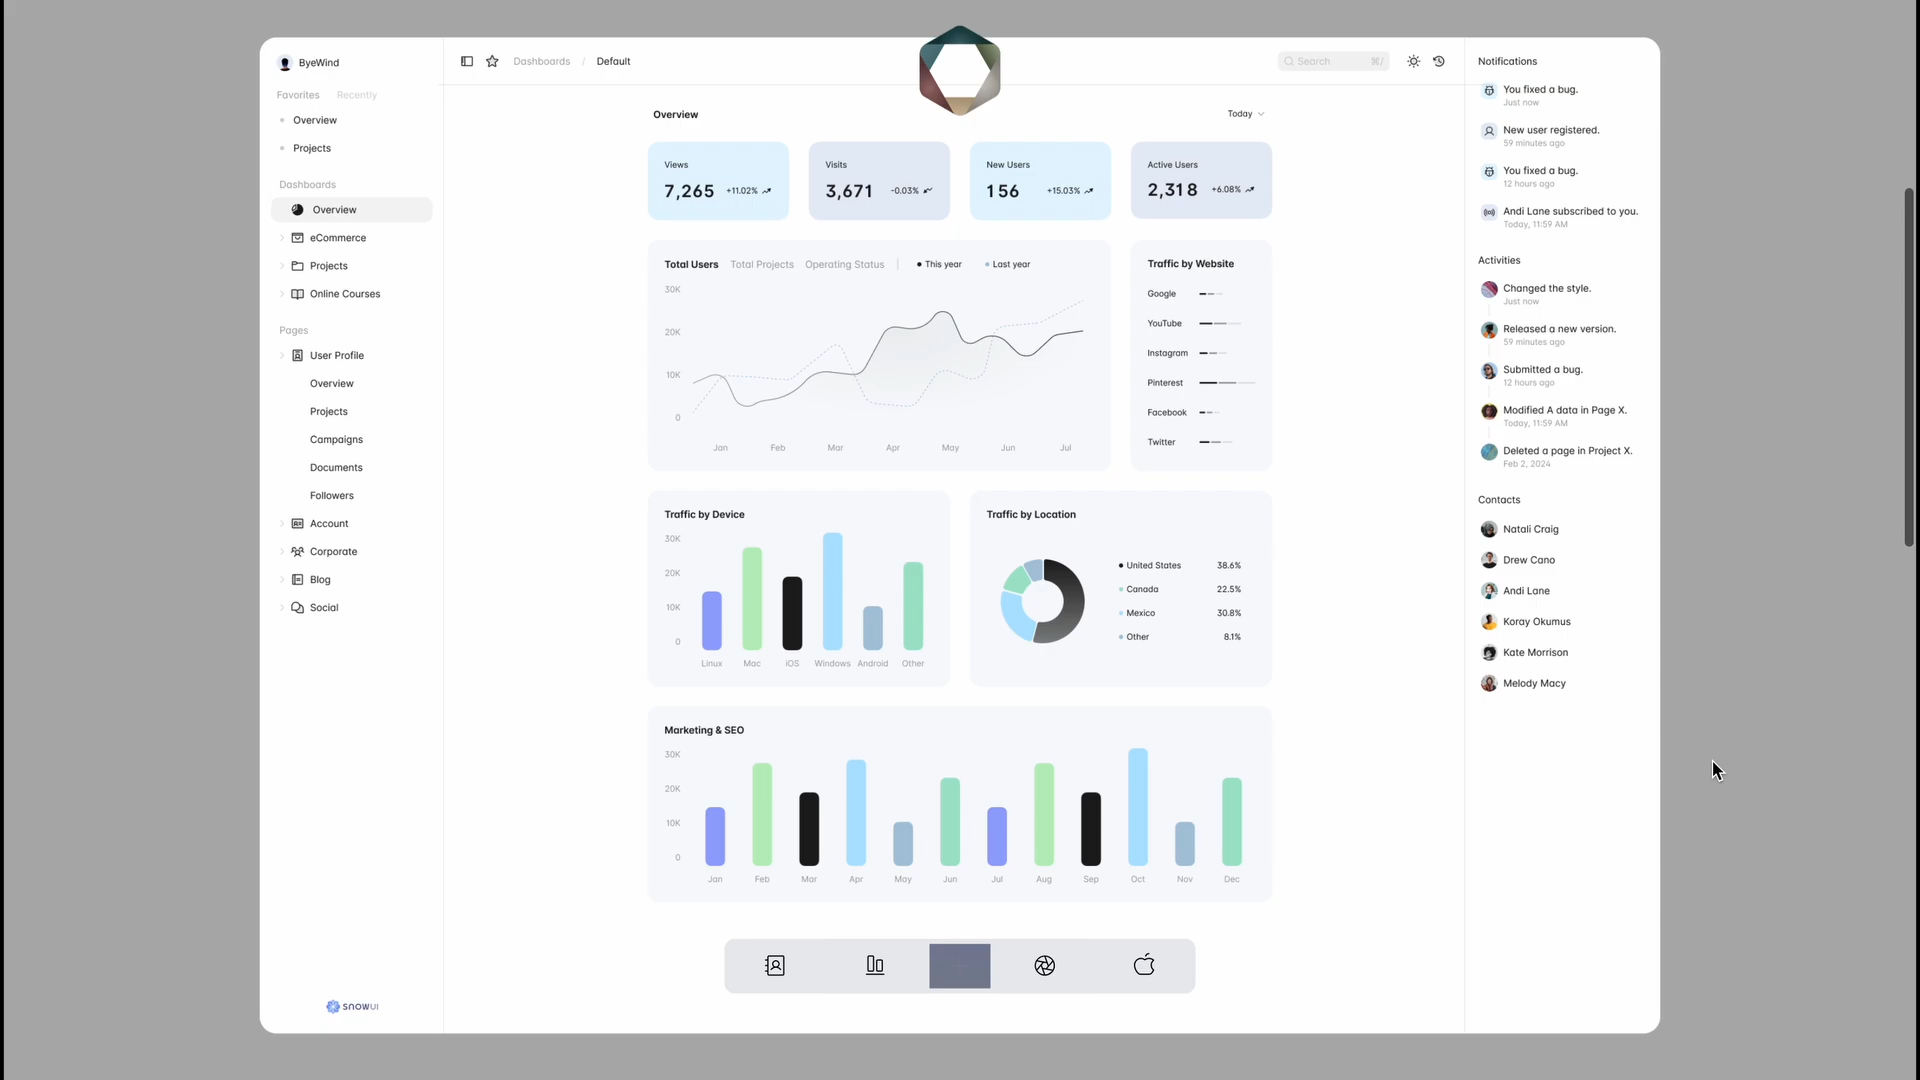 ByeWind
Favorites Recently
Overview
Projects
Dashboards
Overview
eCommerce
Projects
Online Courses
Pages
User Profile
Overview
Projects
Campaigns
Documents
Followers
Account
Corporate
Blog
Social
snowUI
Dashboards / Default
Search ⌘/
Overview
Today
Views
7,265 +11.02%
Visits
3,671 -0.03%
New Users
156 +15.03%
Active Users
2,318 +6.08%
Total Users Total Projects Operating Status | This year Last year
30K
20K
10K
0
Jan Feb Mar Apr May Jun Jul
Traffic by Website
Google
YouTube
Instagram
Pinterest
Facebook
Twitter
Traffic by Device
30K
20K
10K
0
Linux Mac iOS Windows Android Other
Traffic by Location
United States 38.6%
Canada 22.5%
Mexico 30.8%
Other 8.1%
Marketing & SEO
30K
20K
10K
0
Jan Feb Mar Apr May Jun Jul Aug Sep Oct Nov Dec
Notifications
You fixed a bug.
Just now
New user registered.
59 minutes ago
You fixed a bug.
12 hours ago
Andi Lane subscribed to you.
Today, 11:59 AM
Activities
Changed the style.
Just now
Released a new version.
59 minutes ago
Submitted a bug.
12 hours ago
Modified A data in Page X.
Today, 11:59 AM
Deleted a page in Project X.
Feb 2, 2024
Contacts
Natali Craig
Drew Cano
Andi Lane
Koray Okumus
Kate Morrison
Melody Macy